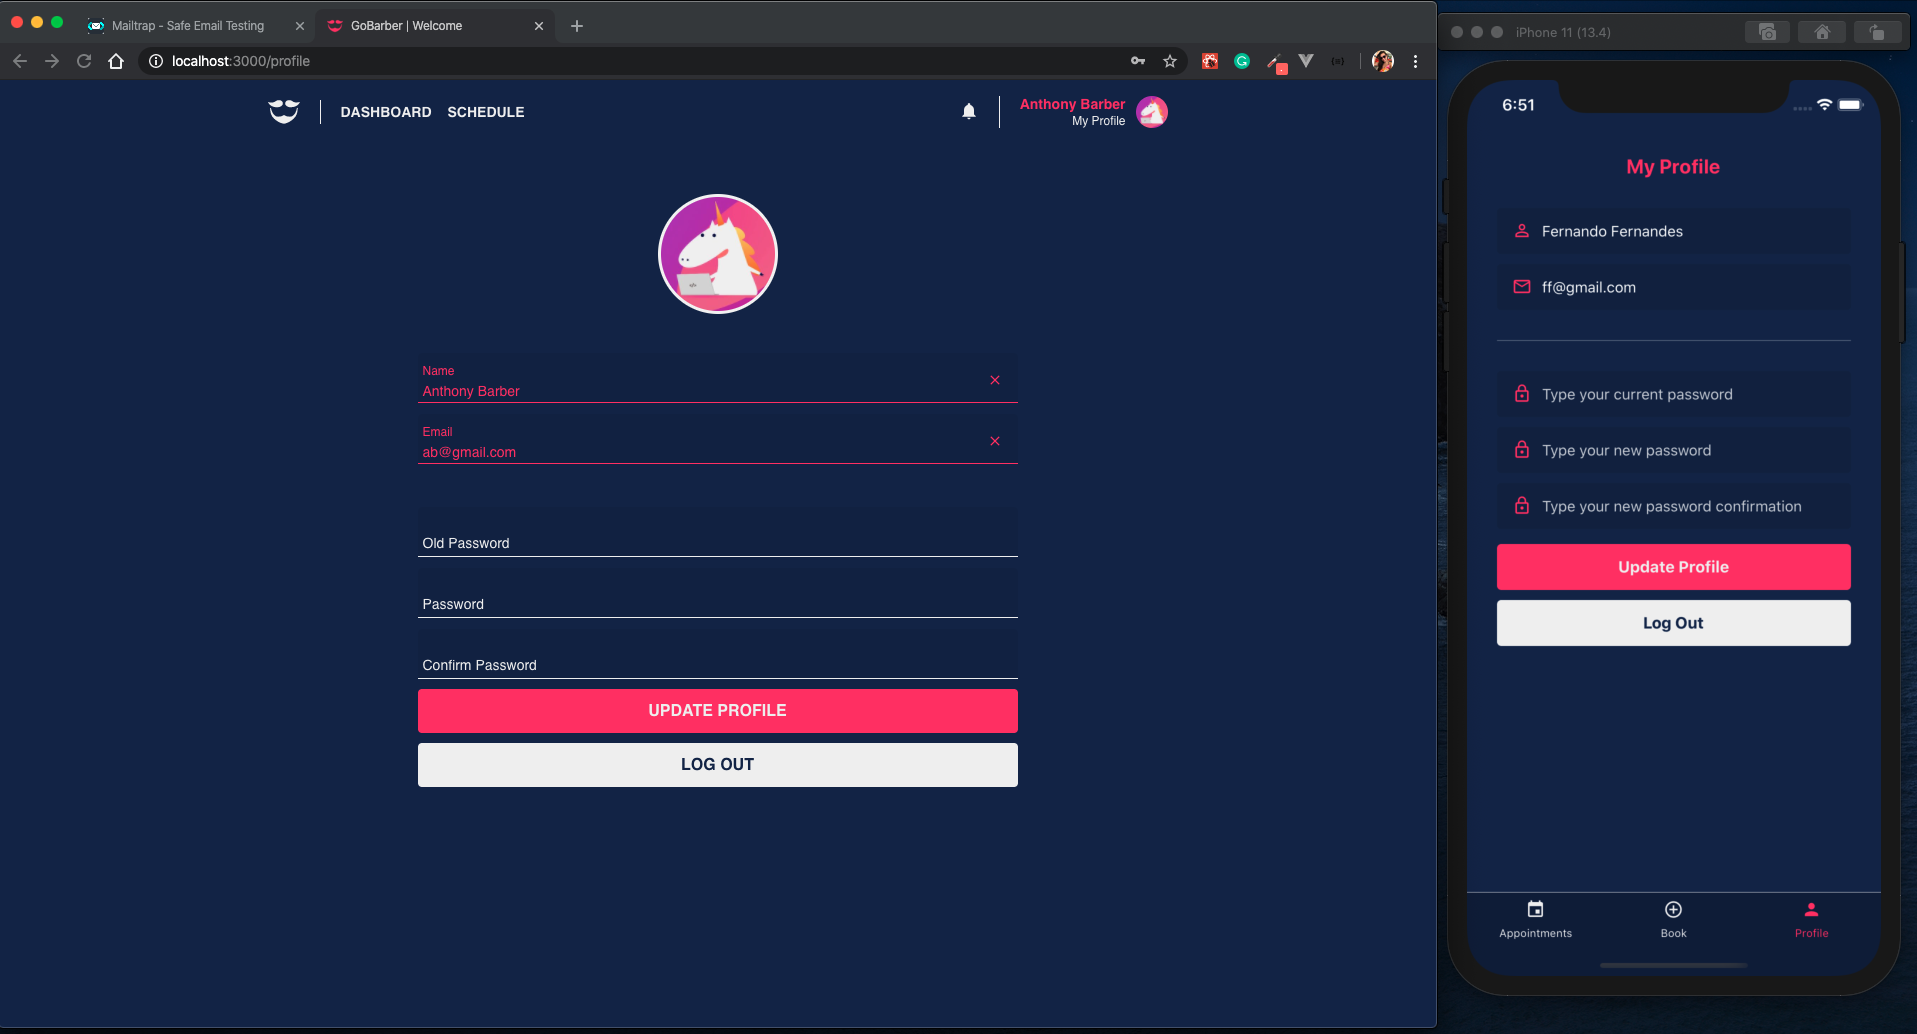 Mailtrap - Safe Email Testing
GoBarber | Welcome
localhost:3000/profile
DASHBOARD SCHEDULE
Anthony Barber
My Profile
Name
Anthony Barber
Email
ab@gmail.com
Old Password
Password
Confirm Password
UPDATE PROFILE
LOG OUT
iPhone 11 (13.4)
6:51
My Profile
Fernando Fernandes
ff@gmail.com
Type your current password
Type your new password
Type your new password confirmation
Update Profile
Log Out
Appointments
Book
Profile